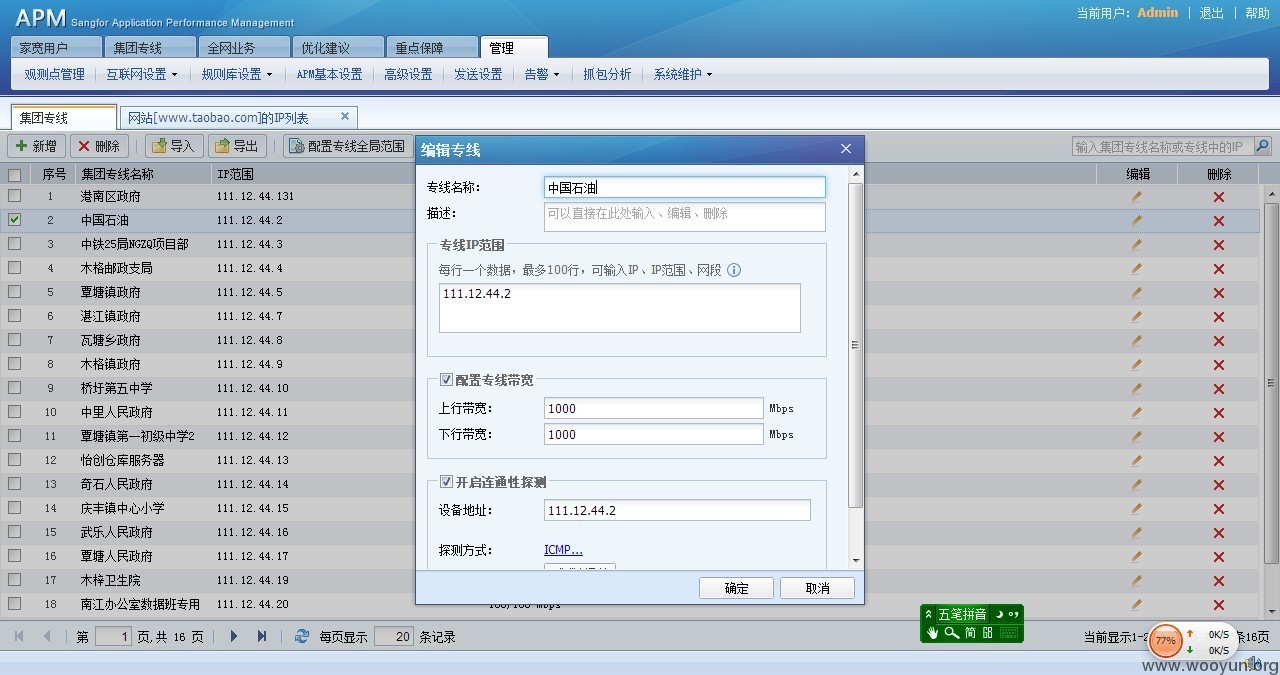 APM Sangfor Application Performance Management
当前用户: Admin | 退出 | 帮助
家宽用户 集团专线 全网业务 优化建议 重点保障 管理
观测点管理 互联网设置 规则库设置 APM基本设置 高级设置 发送设置 告警 抓包分析 系统维护
集团专线 网站[www.taobao.com]的IP列表
新增 删除 导入 导出 配置专线全局范围 输入集团专线名称或专线中的IP
序号 集团专线名称 IP范围 编辑 删除
1 港南区政府 111.12.44.131
2 中国石油 111.12.44.2
3 中铁25局NGZQ项目部 111.12.44.3
4 木格邮政支局 111.12.44.4
5 覃塘镇政府 111.12.44.5
6 湛江镇政府 111.12.44.7
7 瓦塘乡政府 111.12.44.8
8 木格镇政府 111.12.44.9
9 桥圩第五中学 111.12.44.10
10 中里人民政府 111.12.44.11
11 覃塘镇第一初级中学2 111.12.44.12
12 怡创仓库服务器 111.12.44.13
13 奇石人民政府 111.12.44.14
14 庆丰镇中心小学 111.12.44.15
15 武乐人民政府 111.12.44.16
16 覃塘人民政府 111.12.44.17
17 木梓卫生院 111.12.44.19
18 南江办公室数据班专用 111.12.44.20
编辑专线
专线名称: 中国石油
描述: 可以直接在此处输入、编辑、删除
专线IP范围
每行一个数据，最多100行，可输入IP、IP范围、网段
111.12.44.2
配置专线带宽
上行带宽: 1000 Mbps
下行带宽: 1000 Mbps
开启连通性探测
设备地址: 111.12.44.2
探测方式: ICMP...
确定 取消
第 1 页,共 16 页 每页显示 20 条记录
五笔拼音
简
当前显示1-2
条16页
77% 0K/S
0K/S
www.wooyun.org